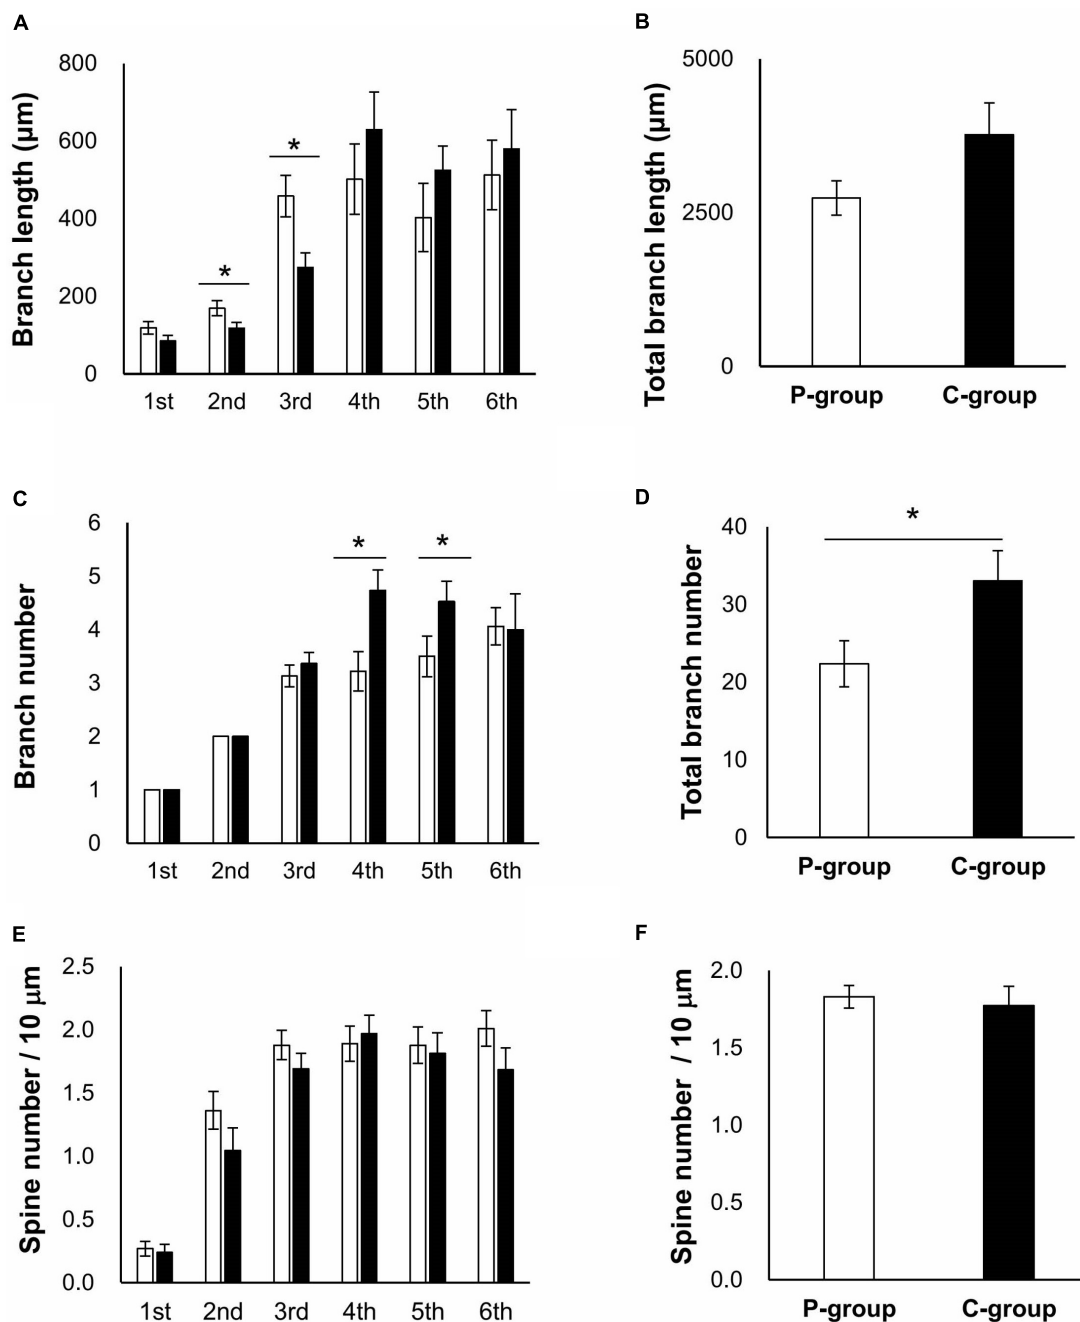 A
Branch length (µm)
800
600
400
200
0
*
*
1st 2nd 3rd 4th 5th 6th
B
Total branch length (µm)
5000
2500
0
P-group C-group
C
Branch number
6
5
4
3
2
1
0
* *
1st 2nd 3rd 4th 5th 6th
D
Total branch number
40
30
20
10
0
*
P-group C-group
E
Spine number / 10 µm
2.5
2.0
1.5
1.0
0.5
0.0
1st 2nd 3rd 4th 5th 6th
F
Spine number / 10 µm
2.0
1.5
1.0
0.5
0.0
P-group C-group